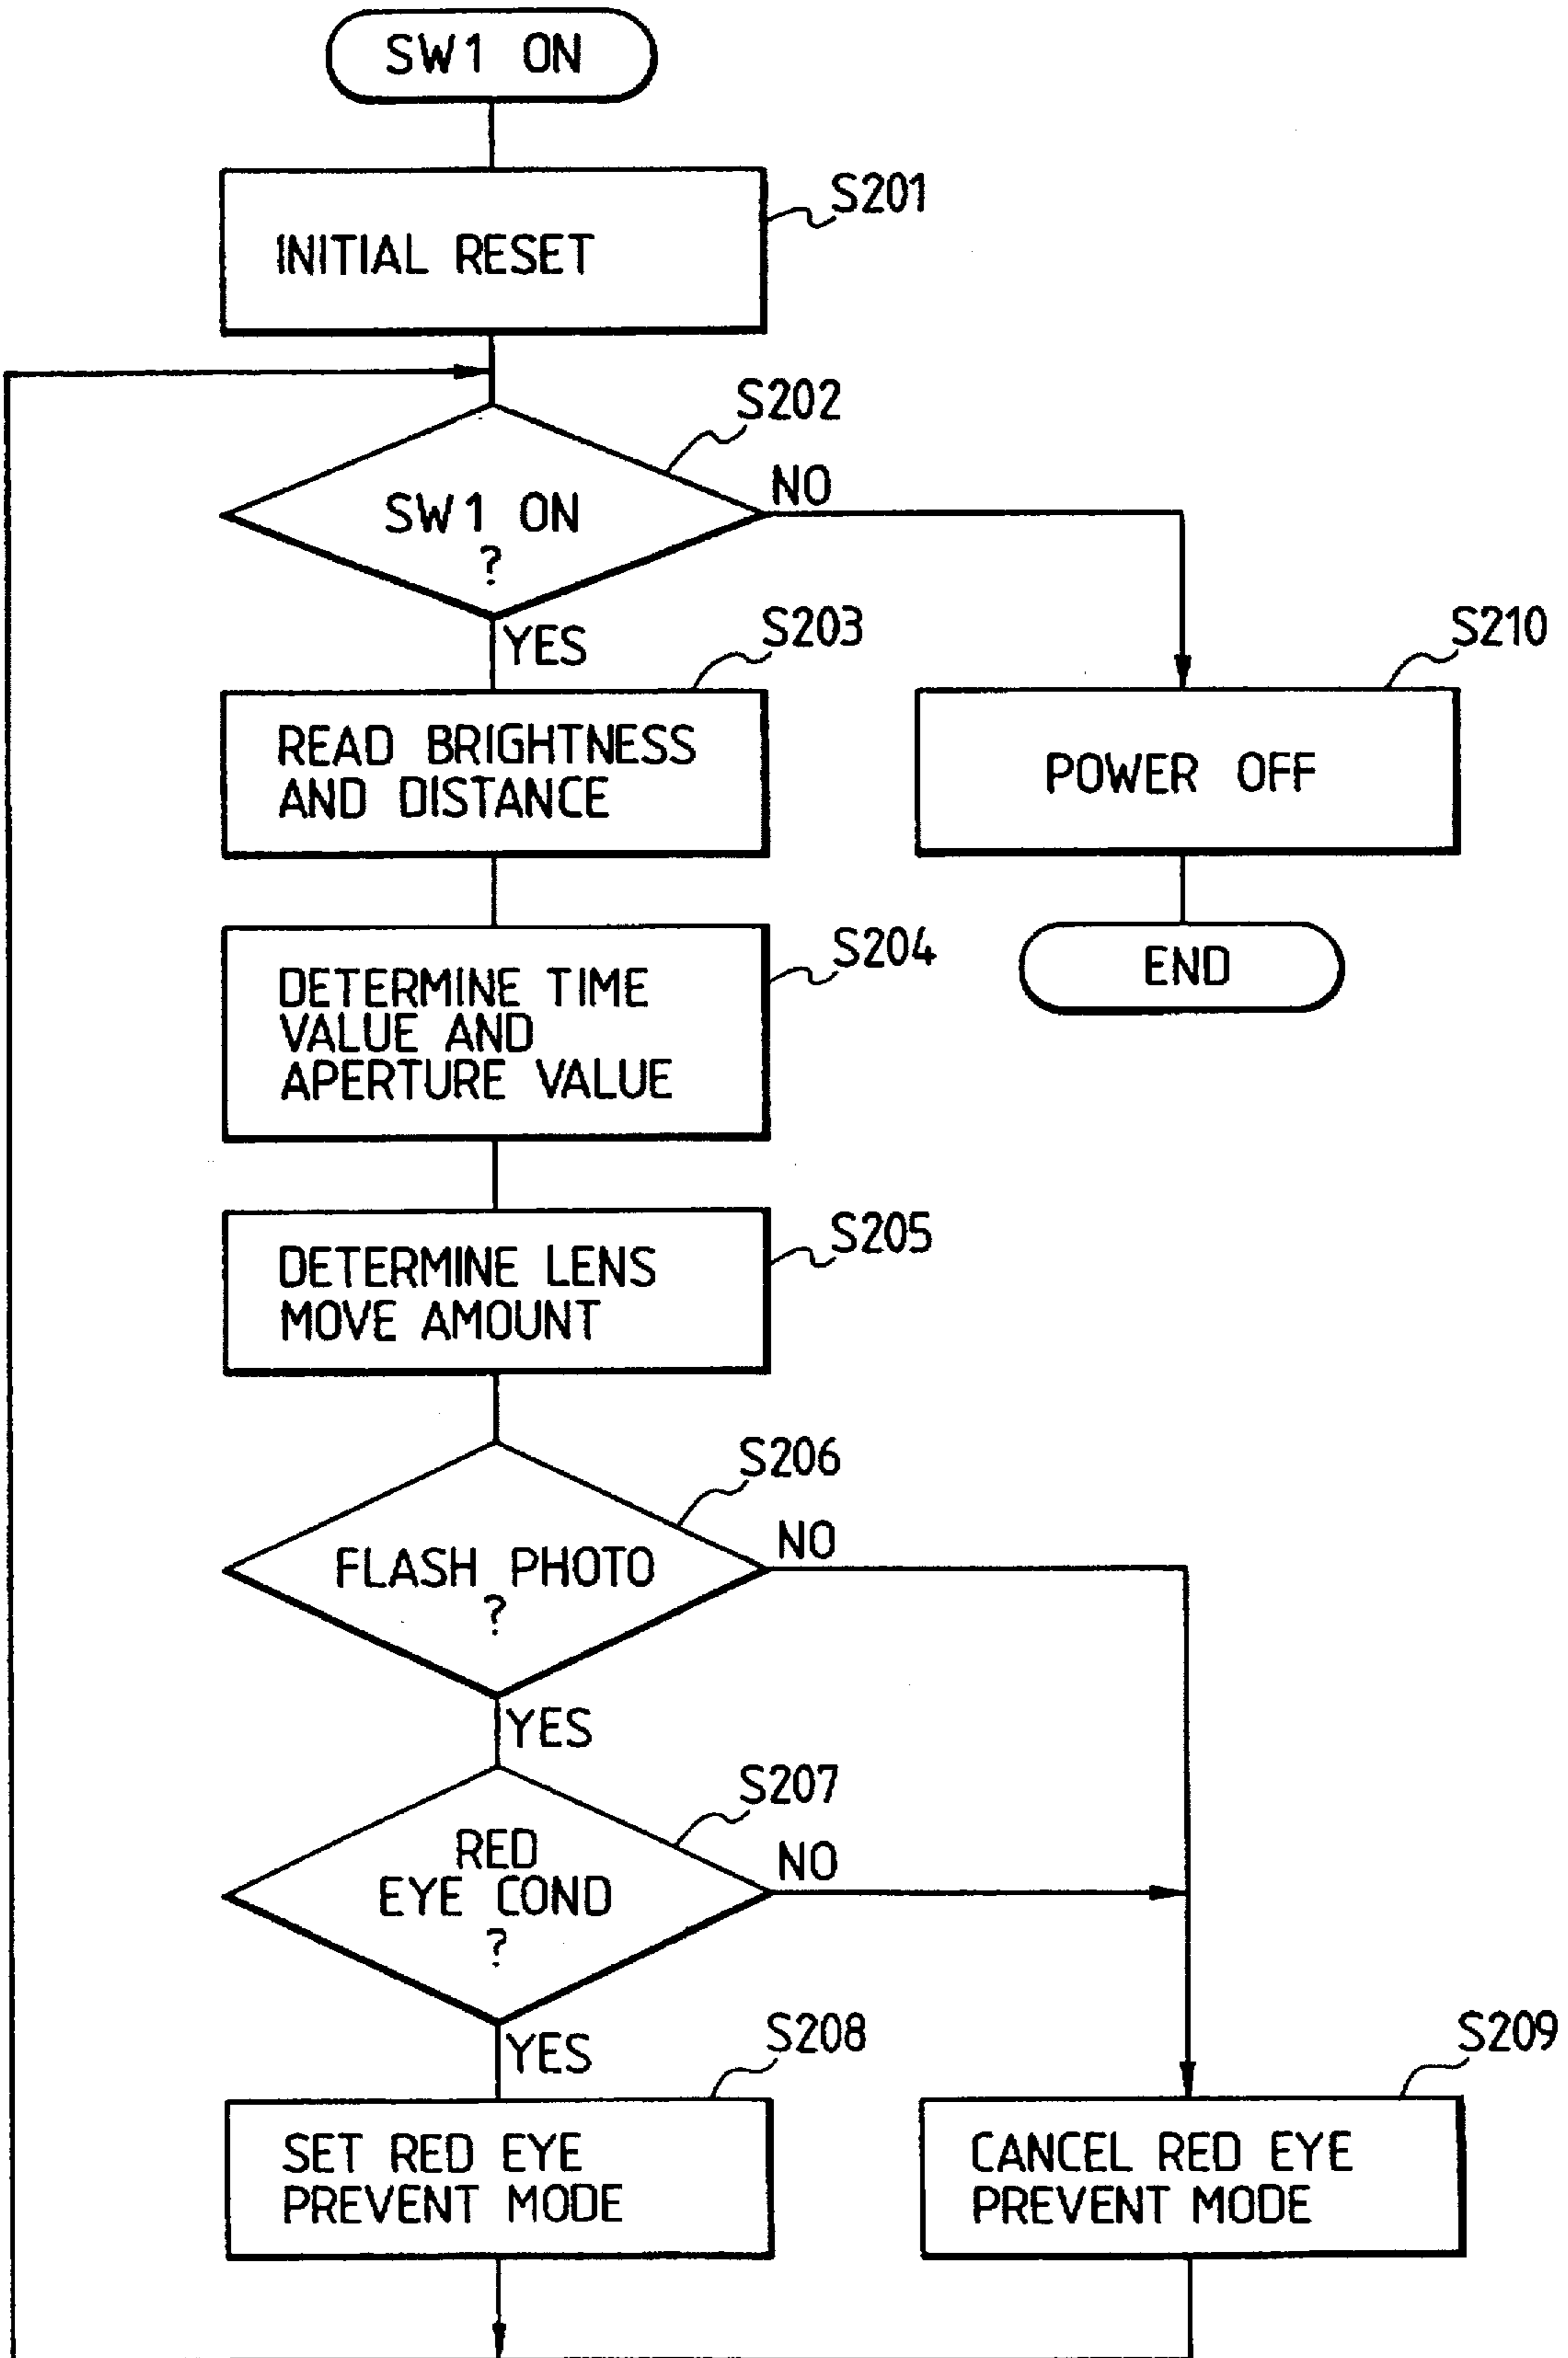 SW1 ON
S201
INITIAL RESET
S202
SW1 ON
?
NO
YES
S203
READ BRIGHTNESS
AND DISTANCE
S210
POWER OFF
S204
DETERMINE TIME
VALUE AND
APERTURE VALUE
END
S205
DETERMINE LENS
MOVE AMOUNT
S206
FLASH PHOTO
?
NO
YES
S207
RED
EYE COND
?
NO
YES
S208
SET RED EYE
PREVENT MODE
S209
CANCEL RED EYE
PREVENT MODE